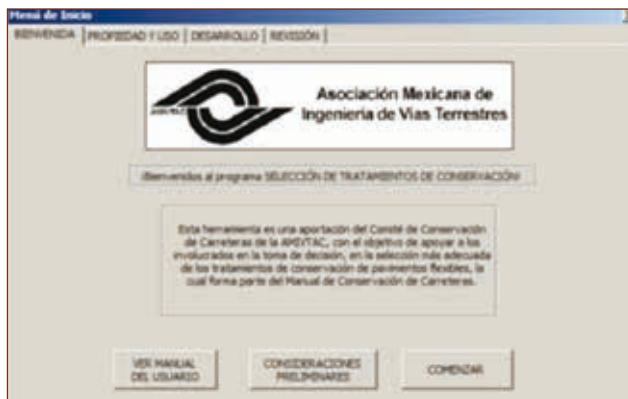 Menú de Inicio
BIENVENIDA PROPIEDAD Y USO DESARROLLO REVISIÓN
AMIVTAC
Asociación Mexicana de
Ingeniería de Vías Terrestres
¡Bienvenidos al programa SELECCIÓN DE TRATAMIENTOS DE CONSERVACIÓN!
Esta herramienta es una aportación del Comité de Conservación
de Carreteras de la AMIVTAC, con el objetivo de apoyar a los
involucrados en la toma de decisión, en la selección más adecuada
de los tratamientos de conservación de pavimentos flexibles, la
cual forma parte del Manual de Conservación de Carreteras.
VER MANUAL
DEL USUARIO
CONSIDERACIONES
PRELIMINARES
COMENZAR